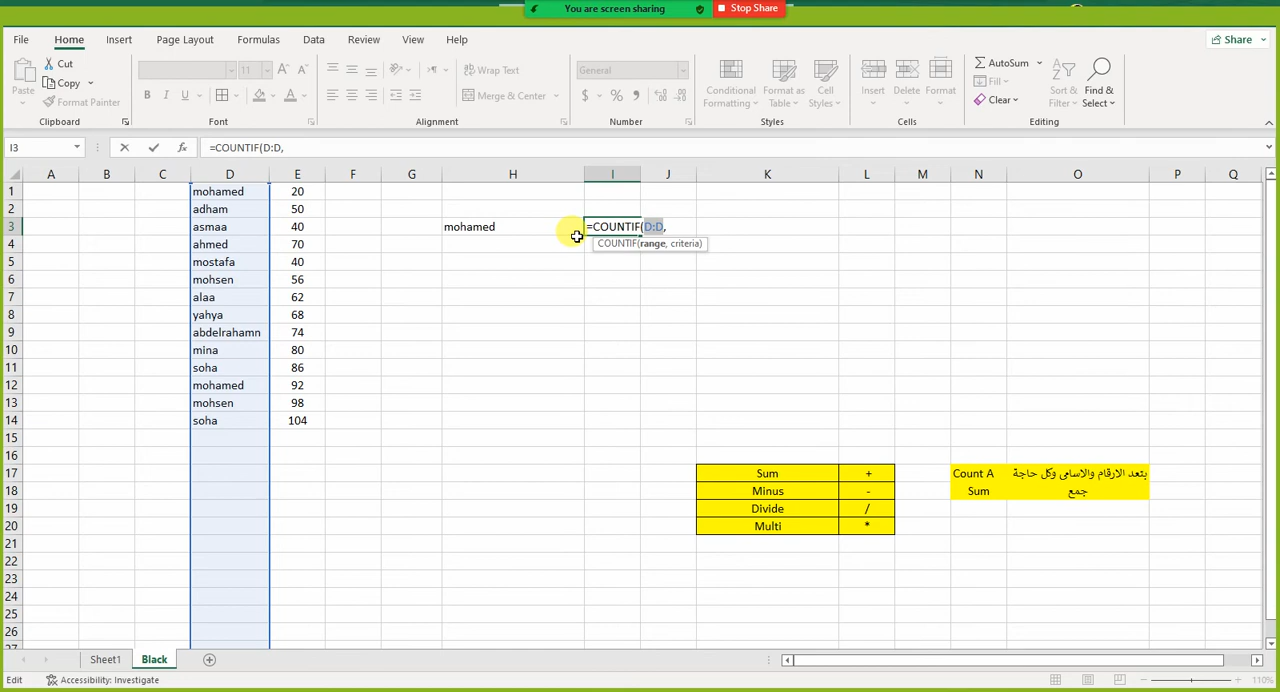 You are screen sharing
Stop Share
File Home Insert Page Layout Formulas Data Review View Help Share
Paste Cut Copy Format Painter
Clipboard
11
Font
Wrap Text
Merge & Center
Alignment
General
$ % 9
Number
Conditional Formatting Format as Table Cell Styles
Styles
Insert Delete Format
Cells
AutoSum Fill Clear Sort & Filter Find & Select
Editing
I3 fx =COUNTIF(D:D,
A B C D E F G H I J K L M N O P Q
1 mohamed 20
2 adham 50
3 asmaa 40 mohamed =COUNTIF(D:D,
COUNTIF(range, criteria)
4 ahmed 70
5 mostafa 40
6 mohsen 56
7 alaa 62
8 yahya 68
9 abdelrahamn 74
10 mina 80
11 soha 86
12 mohamed 92
13 mohsen 98
14 soha 104
15
16
17 Sum + Count A بتعد الارقام والاسامى وكل حاجة
18 Minus - Sum جمع
19 Divide /
20 Multi *
21
22
23
24
25
26
27
Sheet1 Black
Edit Accessibility: Investigate 110%